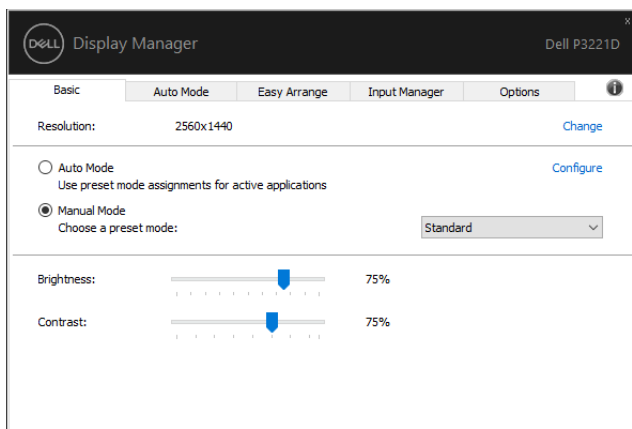 x
DELL Display Manager Dell P3221D
Basic Auto Mode Easy Arrange Input Manager Options i
Resolution: 2560x1440 Change
Auto Mode Configure
Use preset mode assignments for active applications
Manual Mode
Choose a preset mode: Standard
Brightness: 75%
Contrast: 75%